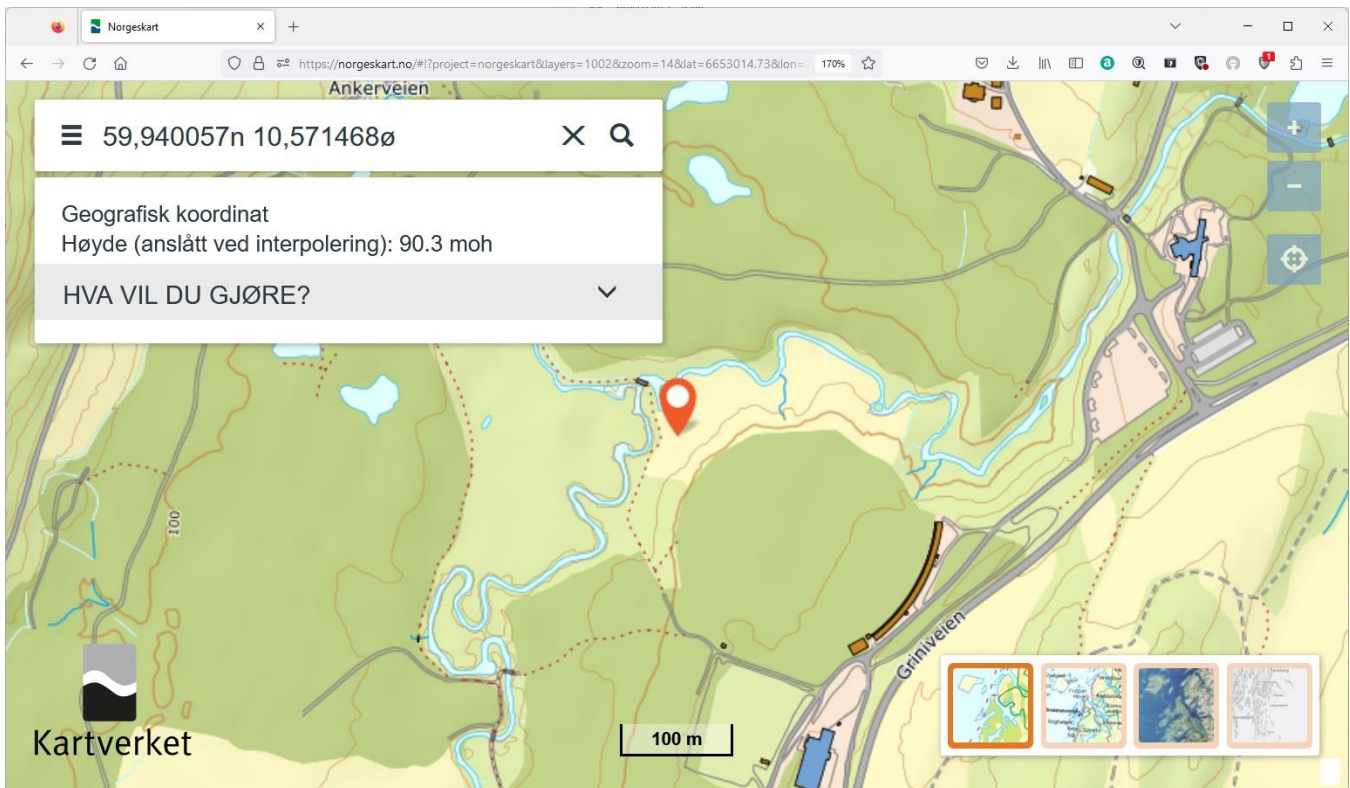 Norgeskart
https://norgeskart.no/#!?project=norgeskart&layers=1002&zoom=14&lat=6653014.73&lon=
170%
Ankerveien
59,940057n 10,571468ø
Geografisk koordinat
Høyde (anslått ved interpolering): 90.3 moh
HVA VIL DU GJØRE?
100
Griniveien
100 m
Kartverket